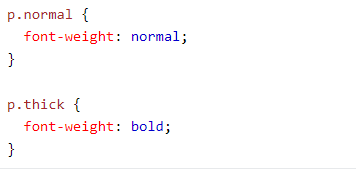 p.normal {
  font-weight: normal;
}

p.thick {
  font-weight: bold;
}